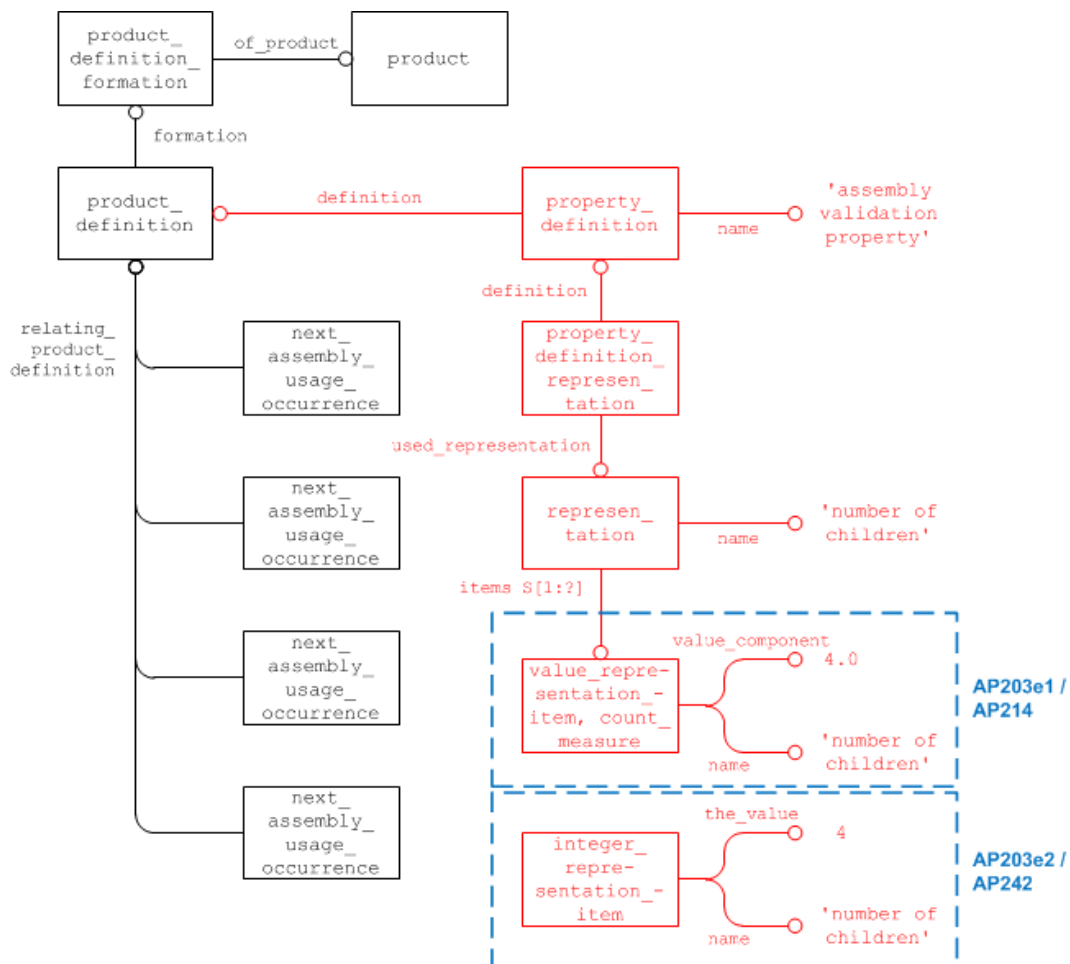 product_
definition_
formation
of_product
product
formation
product_
definition
definition
property_
definition
name
'assembly
validation
property'
definition
relating_
product_
definition
next_
assembly_
usage_
occurrence
property_
definition_
represen_
tation
used_representation
next_
assembly_
usage_
occurrence
represen_
tation
name
'number of
children'
items S[1:?]
next_
assembly_
usage_
occurrence
value_repre-
sentation_-
item, count_
measure
value_component
4.0
name
'number of
children'
AP203e1 /
AP214
next_
assembly_
usage_
occurrence
integer_
repre-
sentation_-
item
the_value
4
name
'number of
children'
AP203e2 /
AP242